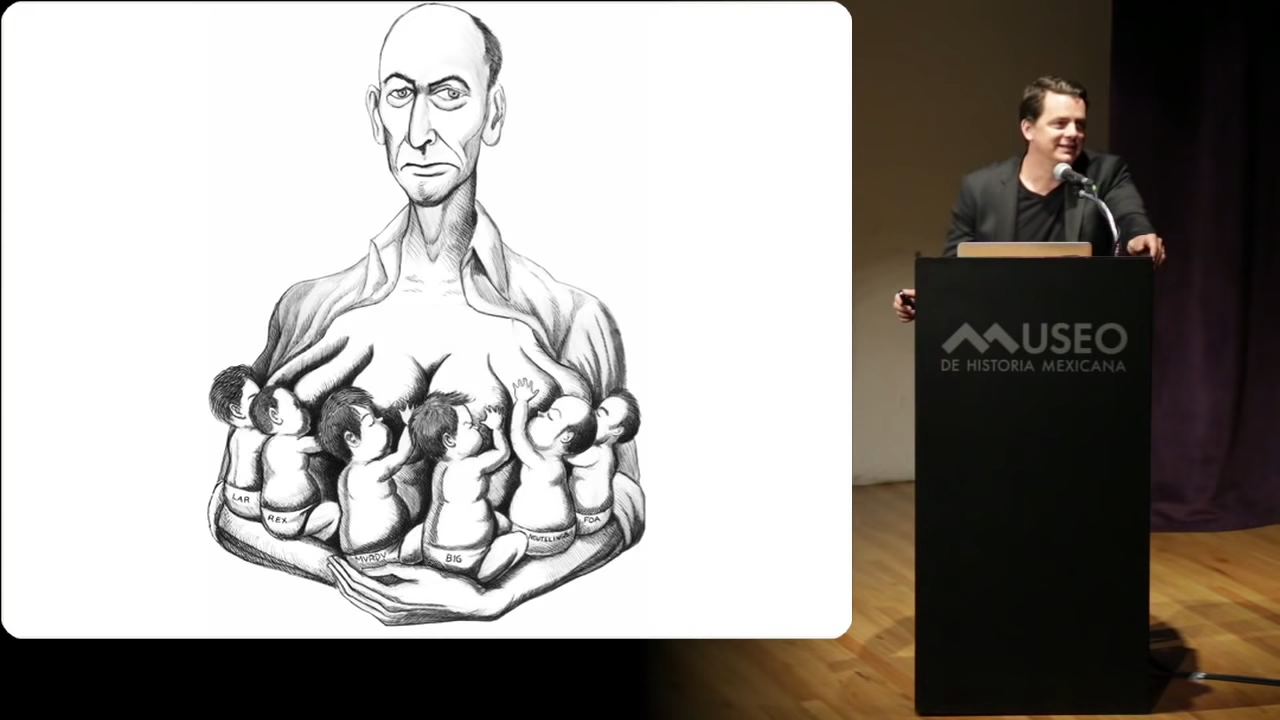 LAR
REX
MVRDV
BIG
FOA
MUSEO
DE HISTORIA MEXICANA